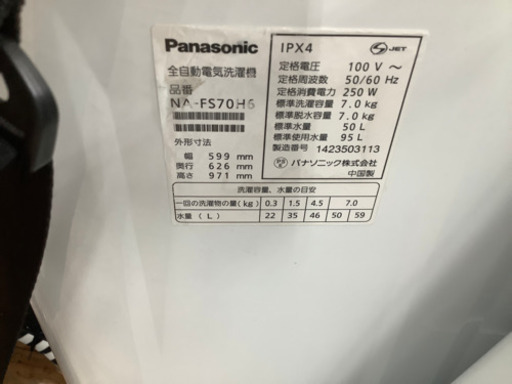 Panasonic
全自動電気洗濯機
品番
NA-FS70H6
外形寸法
幅 599 mm
奥行 626 mm
高さ 971 mm
IPX4
S-JET
定格電圧 100 V ～
定格周波数 50/60 Hz
定格消費電力 250 W
標準洗濯容量 7.0 kg
標準脱水容量 7.0 kg
標準水量 50 L
標準使用水量 95 L
製造番号 1423503113
パナソニック株式会社
中国製
洗濯容量、水量の目安
一回の洗濯物の量(kg) 0.3 1.5 4.5 7.0
水量 (L) 22 35 46 50 59